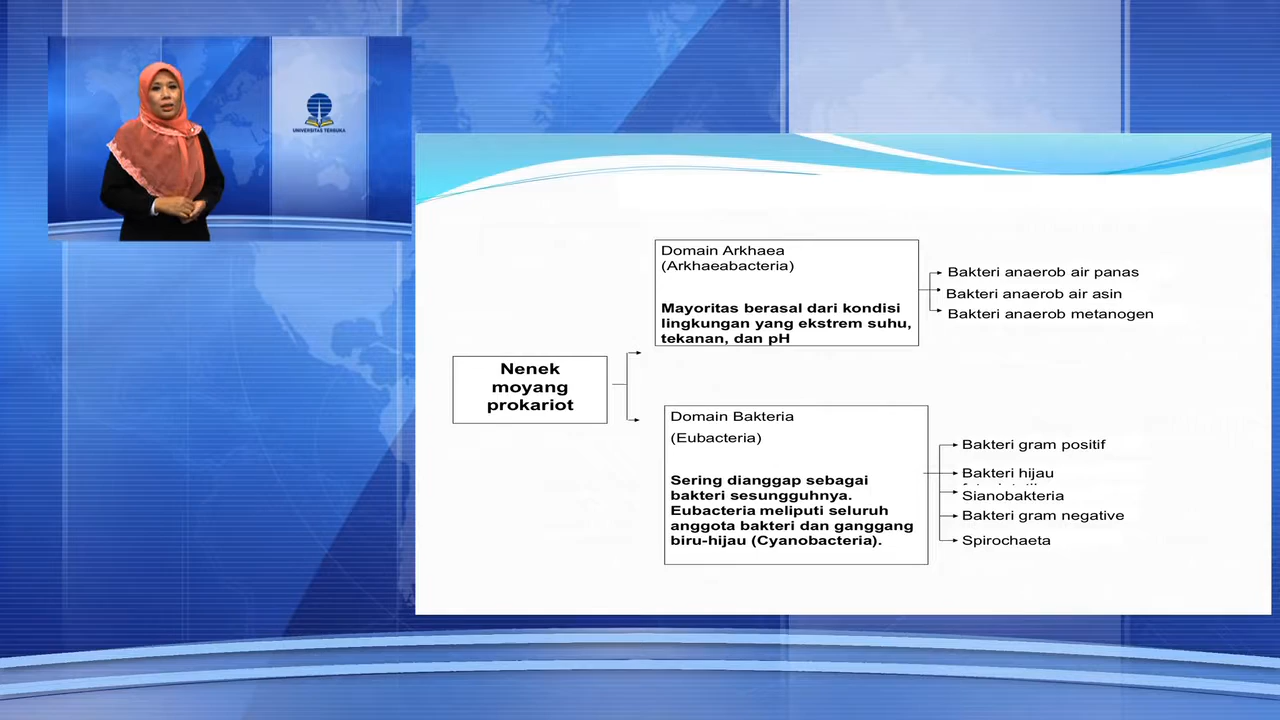 UNIVERSITAS TERBUKA
Domain Arkhaea
(Arkhaeabacteria)
Mayoritas berasal dari kondisi
lingkungan yang ekstrem suhu,
tekanan, dan pH
Bakteri anaerob air panas
Bakteri anaerob air asin
Bakteri anaerob metanogen
Nenek
moyang
prokariot
Domain Bakteria
(Eubacteria)
Sering dianggap sebagai
bakteri sesungguhnya.
Eubacteria meliputi seluruh
anggota bakteri dan ganggang
biru-hijau (Cyanobacteria).
Bakteri gram positif
Bakteri hijau
Sianobakteria
Bakteri gram negative
Spirochaeta